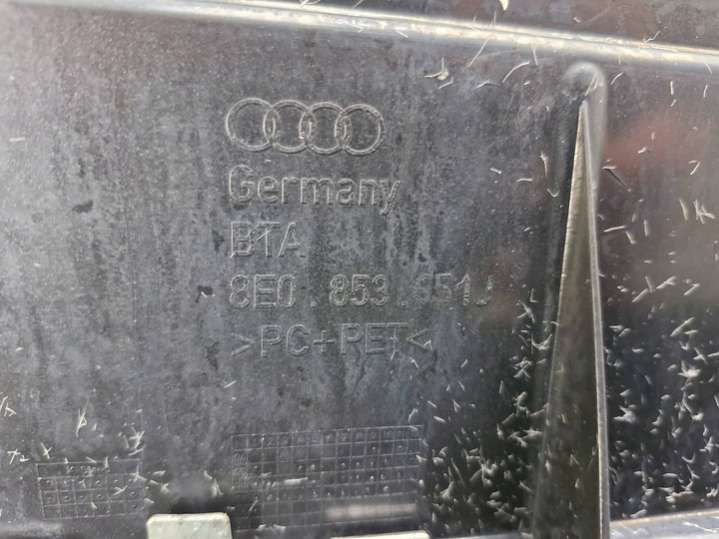 Germany
BTA
8E0.853.651J
>PC+PET<